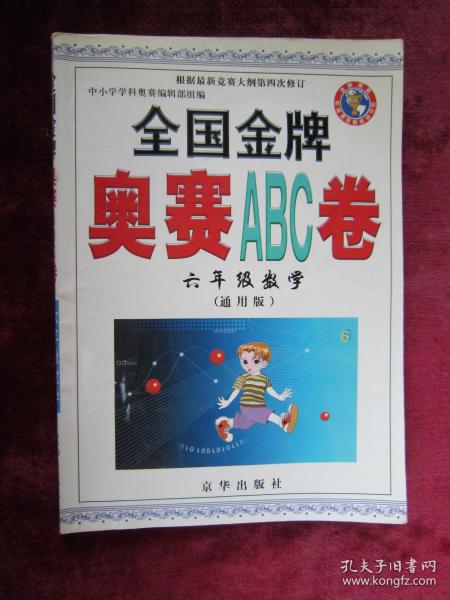 根据最新竞赛大纲第四次修订
中小学学科奥赛编辑部组编
全国金牌
奥赛ABC卷
六年级数学
(通用版)
6
京华出版社
孔夫子旧书网
www.kongfz.com